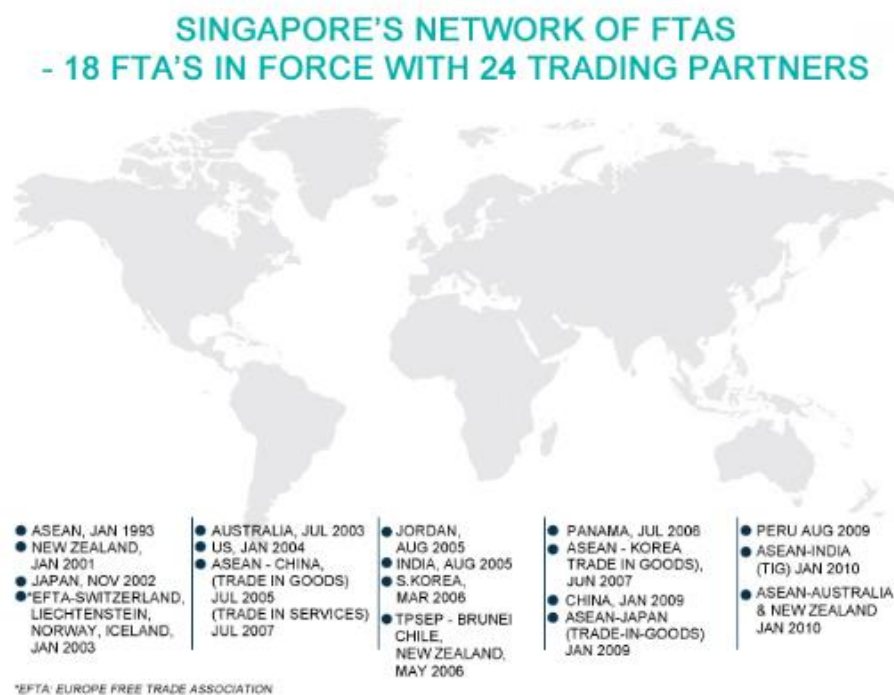 SINGAPORE'S NETWORK OF FTAS
- 18 FTA'S IN FORCE WITH 24 TRADING PARTNERS
ASEAN, JAN 1993
NEW ZEALAND,
JAN 2001
JAPAN, NOV 2002
*EFTA-SWITZERLAND,
LIECHTENSTEIN,
NORWAY, ICELAND,
JAN 2003
AUSTRALIA, JUL 2003
US, JAN 2004
ASEAN - CHINA,
(TRADE IN GOODS)
JUL 2005
(TRADE IN SERVICES)
JUL 2007
JORDAN,
AUG 2005
INDIA, AUG 2005
S.KOREA,
MAR 2006
TPSEP - BRUNEI
CHILE,
NEW ZEALAND,
MAY 2006
PANAMA, JUL 2006
ASEAN - KOREA
TRADE IN GOODS),
JUN 2007
CHINA, JAN 2009
ASEAN-JAPAN
(TRADE-IN-GOODS)
JAN 2009
PERU AUG 2009
ASEAN-INDIA
(TIG) JAN 2010
ASEAN-AUSTRALIA
& NEW ZEALAND
JAN 2010
*EFTA: EUROPE FREE TRADE ASSOCIATION